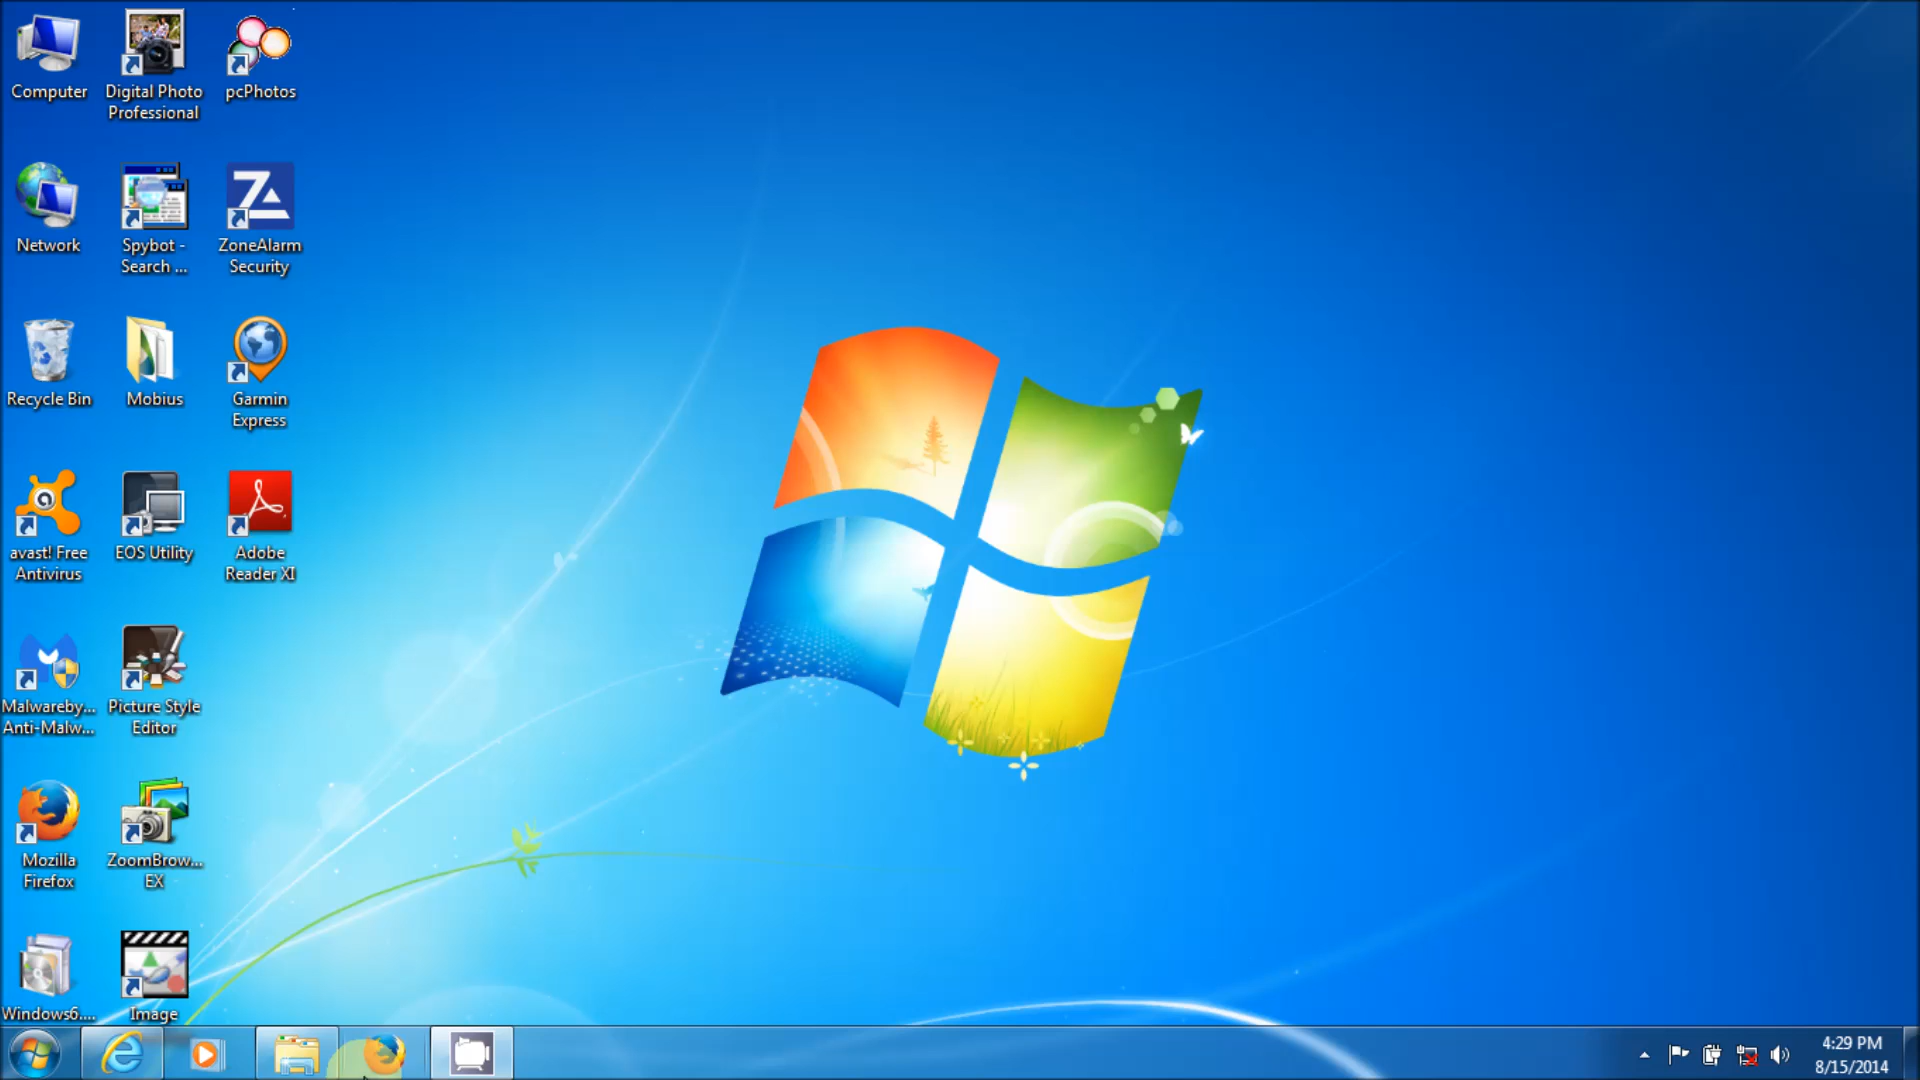 Computer
Digital Photo
Professional
pcPhotos
Network
Spybot -
Search ...
ZoneAlarm
Security
Recycle Bin
Mobius
Garmin
Express
avast! Free
Antivirus
EOS Utility
Adobe
Reader XI
Malwareby...
Anti-Malw...
Picture Style
Editor
Mozilla
Firefox
ZoomBrow...
EX
Windows6....
Image
4:29 PM
8/15/2014